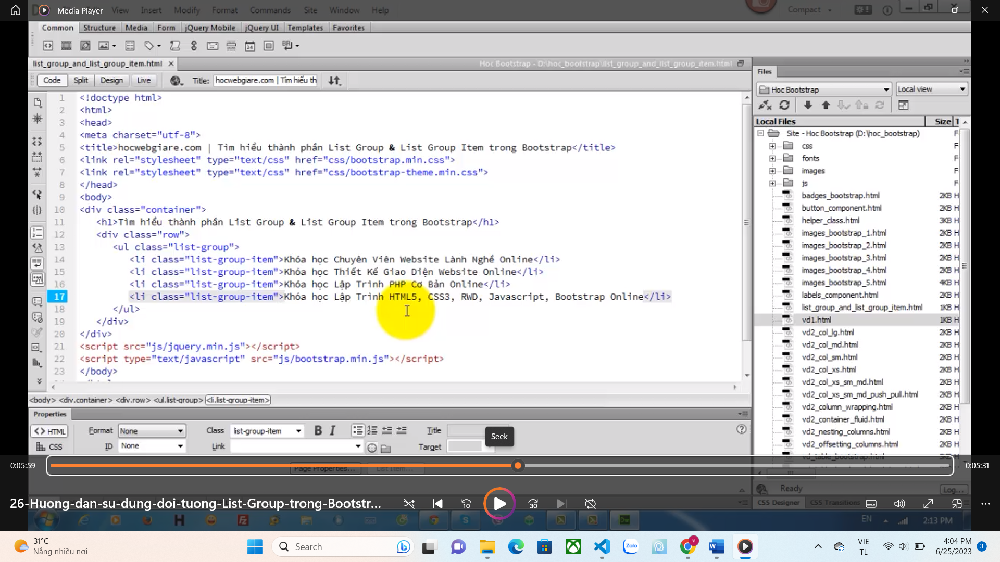 Media Player
View Insert Modify Format Commands Site Window Help
Compact
Common Structure Media Form jQuery Mobile jQuery UI Templates Favorites
list_group_and_list_group_item.html
Hoc Bootstrap - D:\hoc_bootstrap\list_group_and_list_group_item.html
Code Split Design Live Title: hocwebgiare.com | Tìm hiểu th
1 <!doctype html>
2 <html>
3 <head>
4 <meta charset="utf-8">
5 <title>hocwebgiare.com | Tìm hiểu thành phần List Group & List Group Item trong Bootstrap</title>
6 <link rel="stylesheet" type="text/css" href="css/bootstrap.min.css">
7 <link rel="stylesheet" type="text/css" href="css/bootstrap-theme.min.css">
8 </head>
9 <body>
10 <div class="container">
11 <h1>Tìm hiểu thành phần List Group & List Group Item trong Bootstrap</h1>
12 <div class="row">
13 <ul class="list-group">
14 <li class="list-group-item">Khóa học Chuyên Viên Website Lành Nghề Online</li>
15 <li class="list-group-item">Khóa học Thiết Kế Giao Diện Website Online</li>
16 <li class="list-group-item">Khóa học Lập Trình PHP Cơ Bản Online</li>
17 <li class="list-group-item">Khóa học Lập Trình HTML5, CSS3, RWD, Javascript, Bootstrap Online</li>
18 </ul>
19 </div>
20 </div>
21 <script src="js/jquery.min.js"></script>
22 <script type="text/javascript" src="js/bootstrap.min.js"></script>
23 </body>
<body> <div.container> <div.row> <ul.list-group> <li.list-group-item>
Properties
<> HTML Format None Class list-group-item B I Title
CSS ID None Link Target
Seek
Page Properties... List Item...
Files
Hoc Bootstrap Local view
Local Files Size T
Site - Hoc Bootstrap (D:\hoc_bootstrap) F
css F
fonts F
images F
js F
badges_bootstrap.html 2KB H
button_component.html 2KB H
helper_class.html 3KB H
images_bootstrap_1.html 2KB H
images_bootstrap_2.html 2KB H
images_bootstrap_3.html 2KB H
images_bootstrap_4.html 2KB H
images_bootstrap_5.html 4KB H
labels_component.html 2KB H
list_group_and_list_group_item.html 1KB H
vd1.html 1KB H
vd2_col_lg.html 2KB H
vd2_col_md.html 2KB H
vd2_col_sm.html 2KB H
vd2_col_xs.html 2KB H
vd2_col_xs_sm_md.html 2KB H
vd2_col_xs_sm_md_push_pull.html 2KB H
vd2_column_wrapping.html 2KB H
vd2_container_fluid.html 2KB H
vd2_nesting_columns.html 2KB H
vd2_offsetting_columns.html 2KB H
vd_table_bootstrap.html
Ready Log...
CSS Designer CSS Transitions
0:05:59 0:05:31
26-Huong-dan-su-dung-doi-tuong-List-Group-trong-Bootstr...
10 30
EN 2:13 PM
31°C
Nắng nhiều nơi
Search
Zalo
VIE
TL
4:04 PM
6/25/2023
3